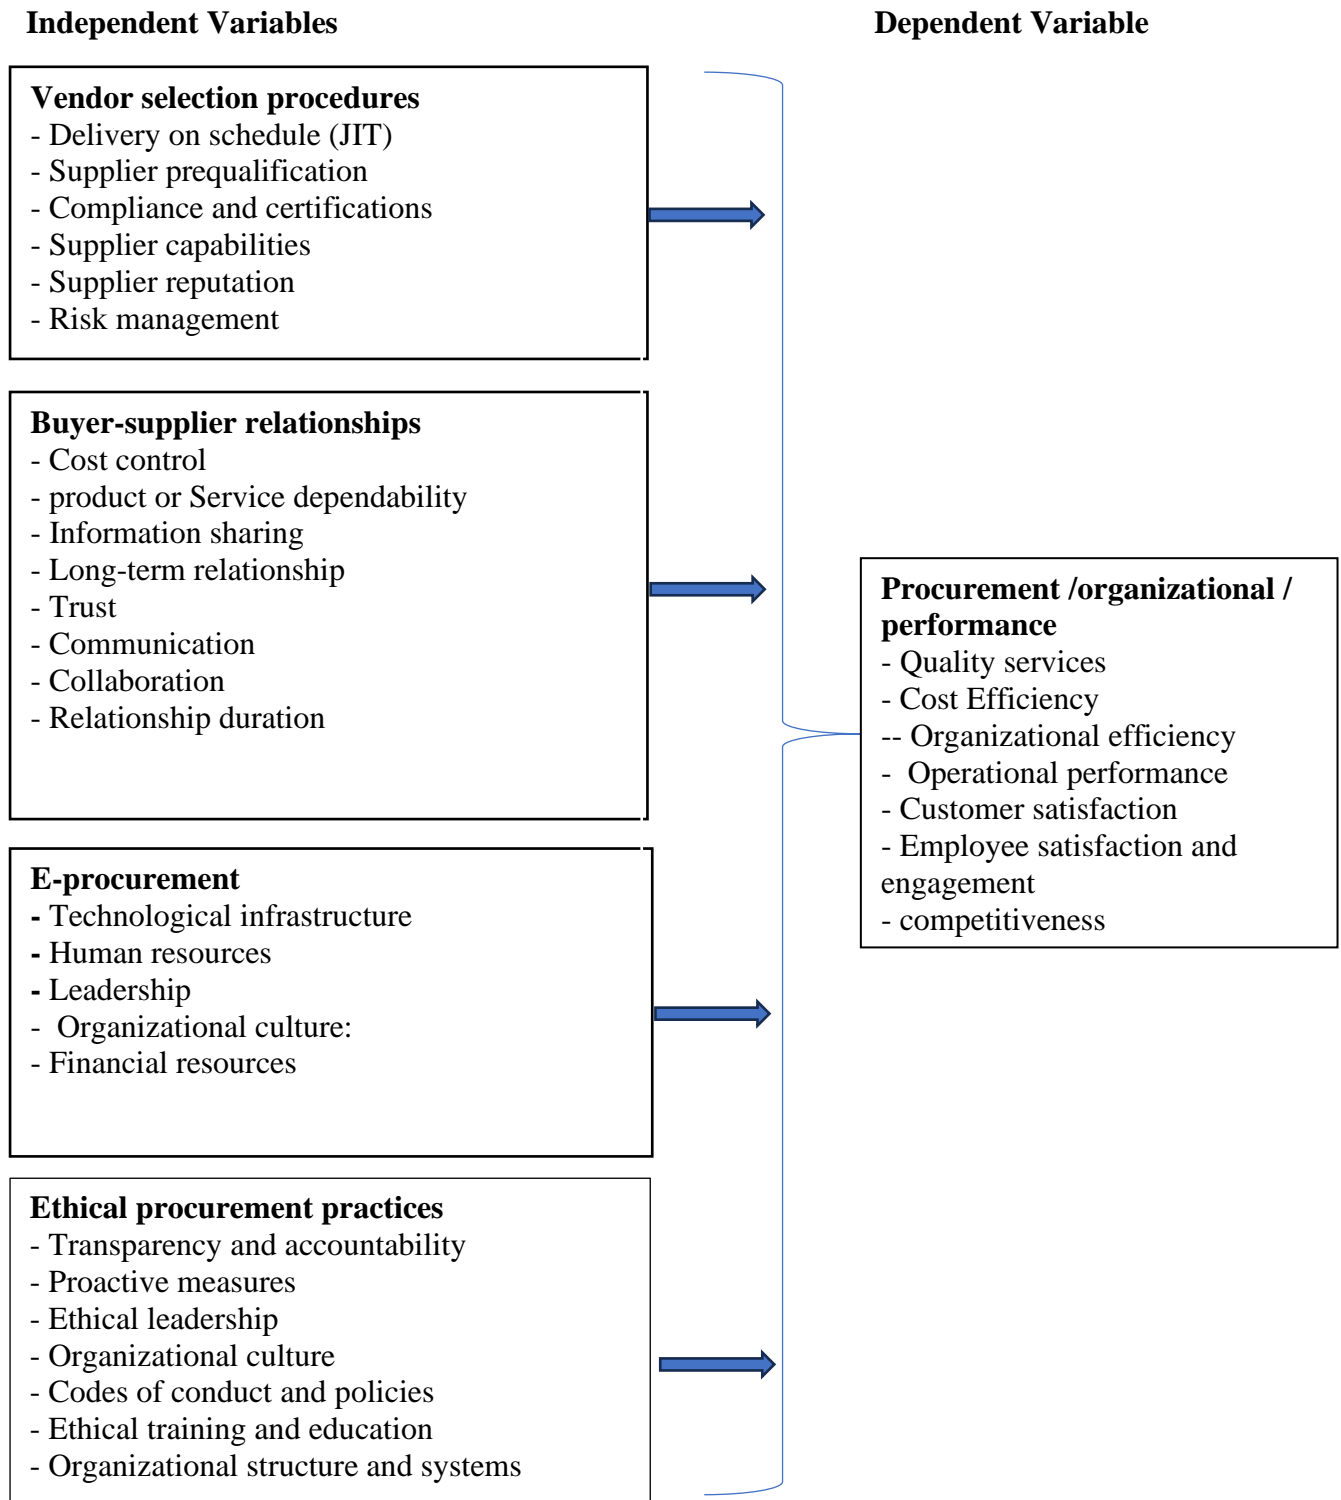 Independent Variables
Dependent Variable
Vendor selection procedures
- Delivery on schedule (JIT)
- Supplier prequalification
- Compliance and certifications
- Supplier capabilities
- Supplier reputation
- Risk management
Buyer-supplier relationships
- Cost control
- product or Service dependability
- Information sharing
- Long-term relationship
- Trust
- Communication
- Collaboration
- Relationship duration
E-procurement
- Technological infrastructure
- Human resources
- Leadership
- Organizational culture:
- Financial resources
Ethical procurement practices
- Transparency and accountability
- Proactive measures
- Ethical leadership
- Organizational culture
- Codes of conduct and policies
- Ethical training and education
- Organizational structure and systems
Procurement /organizational /
performance
- Quality services
- Cost Efficiency
-- Organizational efficiency
- Operational performance
- Customer satisfaction
- Employee satisfaction and
engagement
- competitiveness